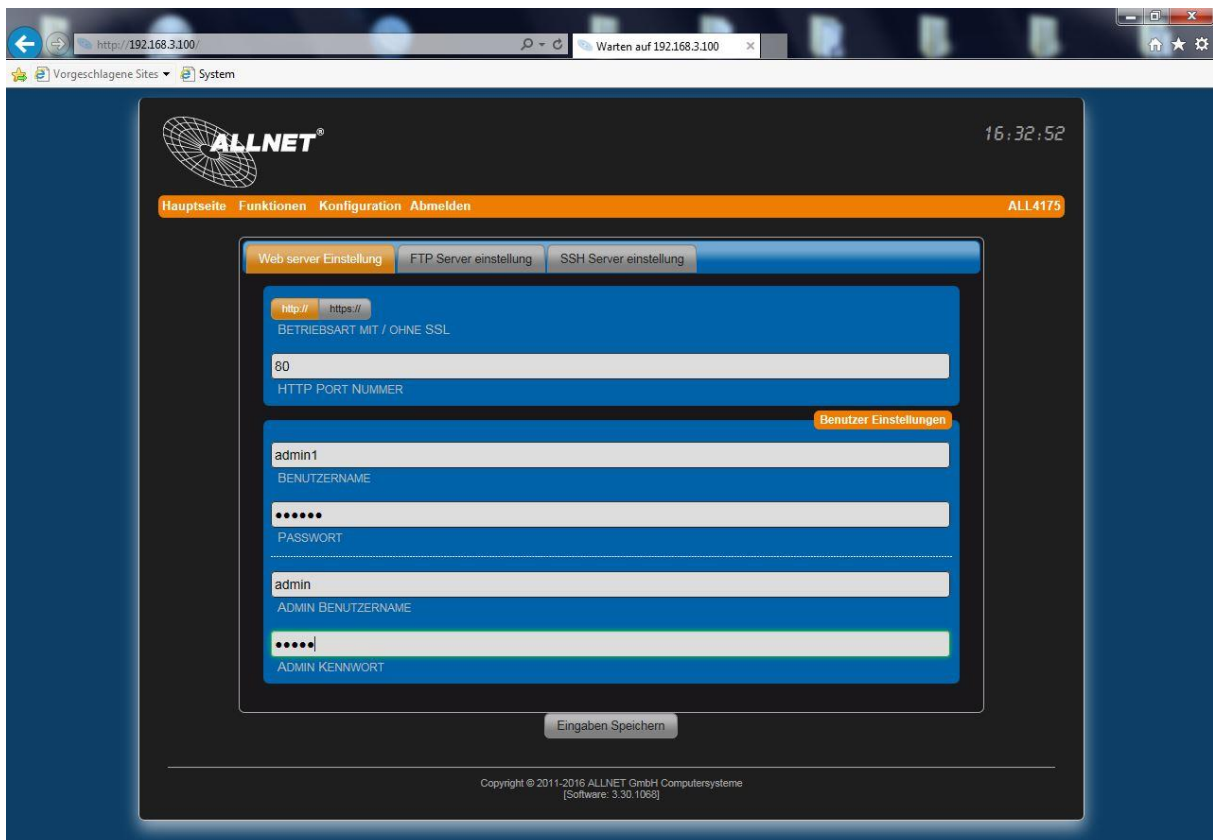 http://192.168.3.100/
Warten auf 192.168.3.100
Vorgeschlagene Sites
System
ALLNET®
16:32:52
Hauptseite Funktionen Konfiguration Abmelden
ALL4175
Web server Einstellung
FTP Server einstellung
SSH Server einstellung
http://
https://
BETRIEBSART MIT / OHNE SSL
80
HTTP PORT NUMMER
Benutzer Einstellungen
admin1
BENUTZERNAME
••••••
PASSWORT
admin
ADMIN BENUTZERNAME
•••••
ADMIN KENNWORT
Eingaben Speichern
Copyright © 2011-2016 ALLNET GmbH Computersysteme
[Software: 3.30.1068]